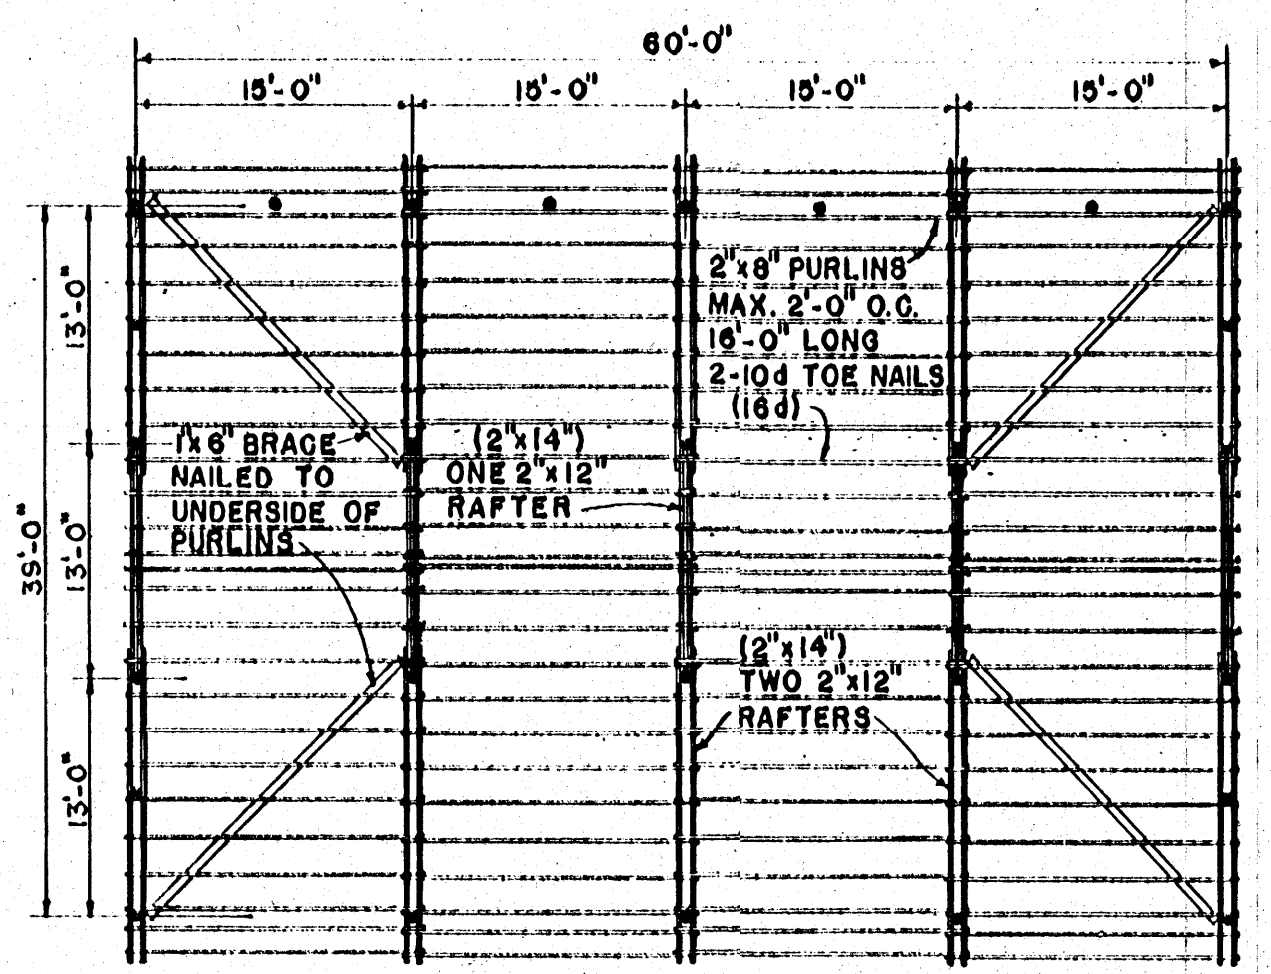 60'-0"
15'-0" 15'-0" 15'-0" 15'-0"
13'-0"
13'-0"
13'-0"
39'-0"
2"x8" PURLINS
MAX. 2'-0" O.C.
16'-0" LONG
2-10d TOE NAILS
(16d)
1"x6" BRACE
NAILED TO
UNDERSIDE OF
PURLINS
(2"x14")
ONE 2"x12"
RAFTER
(2"x14")
TWO 2"x12"
RAFTERS